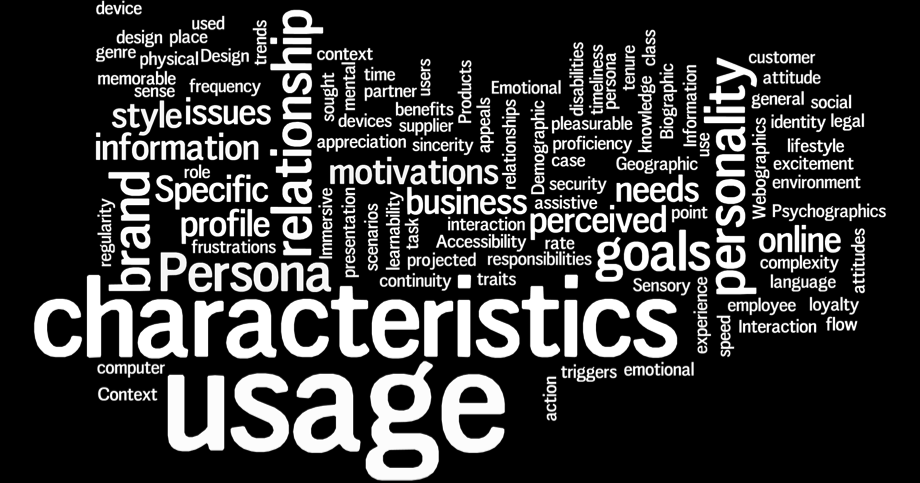 device
used
design
place
genre
physical
Design
trends
memorable
sense
frequency
style
issues
information
role
Specific
brand
regularity
profile
frustrations
Persona
relationship
context
sought
mental
time
partner
users
devices
benefits
supplier
Products
appreciation
sincerity
appeals
Emotional
motivations
relationships
Demographic
business
Immersive
presentation
scenarios
learnability
task
interaction
Accessibility
projected
responsibilities
continuity
traits
disabilities
timeliness
persona
tenure
knowledge
class
Biographic
Information
pleasurable
proficiency
case
Geographic
use
security
needs
assistive
perceived
point
rate
goals
Sensory
personality
customer
attitude
general
social
identity
legal
lifestyle
excitement
environment
Webographics
Psychographics
online
complexity
language
attitudes
experience
speed
employee
loyalty
Interaction
flow
characteristics
computer
Context
usage
action
triggers
emotional